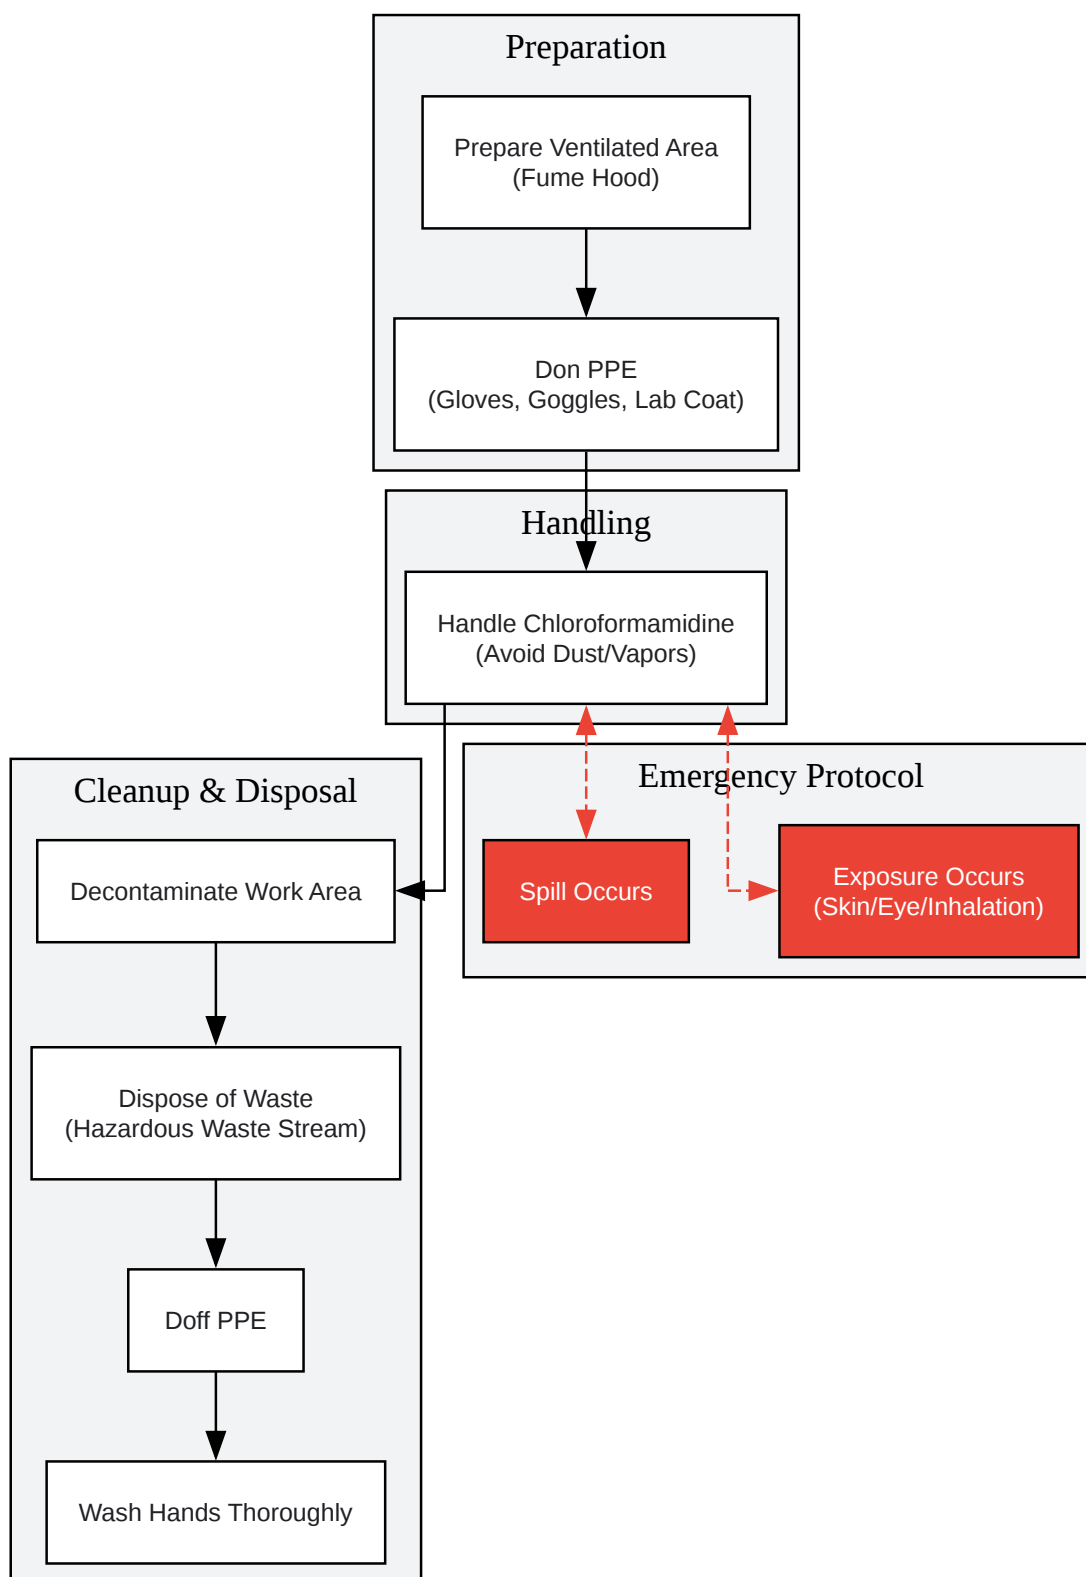 Preparation
Prepare Ventilated Area
(Fume Hood)
Don PPE
(Gloves, Goggles, Lab Coat)
Handling
Handle Chloroformamidine
(Avoid Dust/Vapors)
Emergency Protocol
Spill Occurs
Exposure Occurs
(Skin/Eye/Inhalation)
Cleanup & Disposal
Decontaminate Work Area
Dispose of Waste
(Hazardous Waste Stream)
Doff PPE
Wash Hands Thoroughly